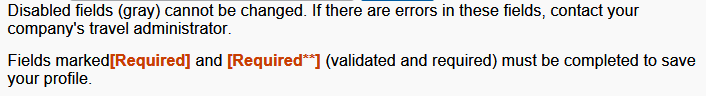 Disabled fields (gray) cannot be changed. If there are errors in these fields, contact your
company's travel administrator.
Fields marked[Required] and [Required**] (validated and required) must be completed to save
your profile.